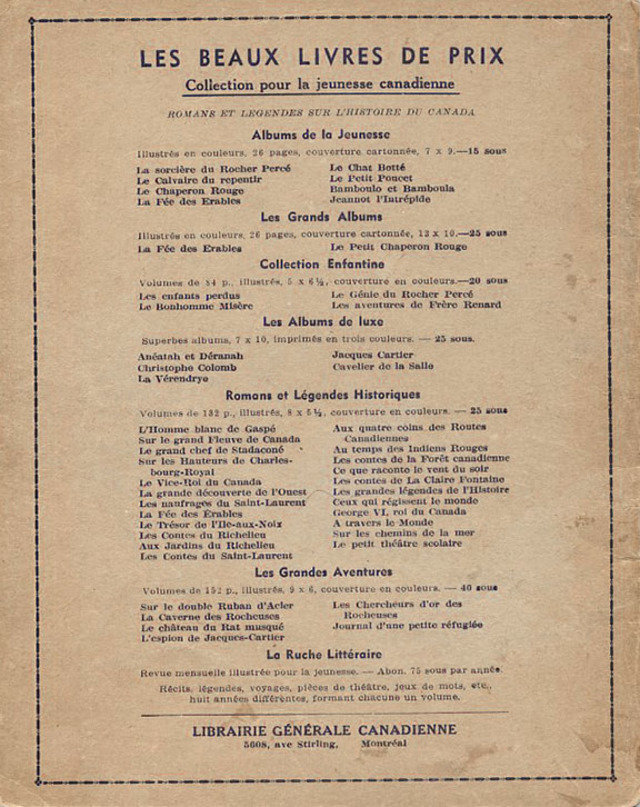 LES BEAUX LIVRES DE PRIX
Collection pour la jeunesse canadienne
ROMANS ET LEGENDES SUR L'HISTOIRE DU CANADA
Albums de la Jeunesse
Illustrés en couleurs, 26 pages, couverture cartonnée, 7 x 9.—15 sous
La sorcière du Rocher Percé
Le Calvaire du repentir
Le Chaperon Rouge
La Fée des Erables
Le Chat Botté
Le Petit Poucet
Bamboulo et Bamboula
Jeannot l'Intrépide
Les Grands Albums
Illustrés en couleurs, 26 pages, couverture cartonnée, 13 x 10.—25 sous
La Fée des Erables
Le Petit Chaperon Rouge
Collection Enfantine
Volumes de 84 p., illustrés, 5 x 6½, couverture en couleurs.—20 sous
Les enfants perdus
Le Bonhomme Misère
Le Génie du Rocher Percé
Les aventures de Frère Renard
Les Albums de luxe
Superbes albums, 7 x 10, imprimés en trois couleurs. — 25 sous.
Anéatah et Déranah
Christophe Colomb
La Vérendrye
Jacques Cartier
Cavelier de la Salle
Romans et Légendes Historiques
Volumes de 132 p., illustrés, 8 x 5½, couverture en couleurs. — 25 sous
L'Homme blanc de Gaspé
Sur le grand Fleuve de Canada
Le grand chef de Stadaconé
Sur les Hauteurs de Charles-
bourg-Royal
Le Vice-Roi du Canada
La grande découverte de l'Ouest
Les naufragés du Saint-Laurent
La Fée des Érables
Le Trésor de l'Ile-aux-Noix
Les Contes du Richelieu
Aux Jardins du Richelieu
Les Contes du Saint-Laurent
Aux quatre coins des Routes
Canadiennes
Au temps des Indiens Rouges
Les contes de la Forêt canadienne
Ce que raconte le vent du soir
Les contes de La Claire Fontaine
Les grandes légendes de l'Histoire
Ceux qui régissent le monde
George VI, roi du Canada
A travers le Monde
Sur les chemins de la mer
Le petit théâtre scolaire
Les Grandes Aventures
Volumes de 152 p., illustrés, 9 x 6, couverture en couleurs. — 40 sous
Sur le double Ruban d'Acier
La Caverne des Rocheuses
Le château du Rat musqué
L'espion de Jacques-Cartier
Les Chercheurs d'or des
Rocheuses
Journal d'une petite réfugiée
La Ruche Littéraire
Revue mensuelle illustrée pour la jeunesse. — Abon. 75 sous par année.
Récits, légendes, voyages, pièces de théâtre, jeux de mots, etc.,
huit années différentes, formant chacune un volume.
LIBRAIRIE GÉNÉRALE CANADIENNE
5608, ave Stirling, Montréal